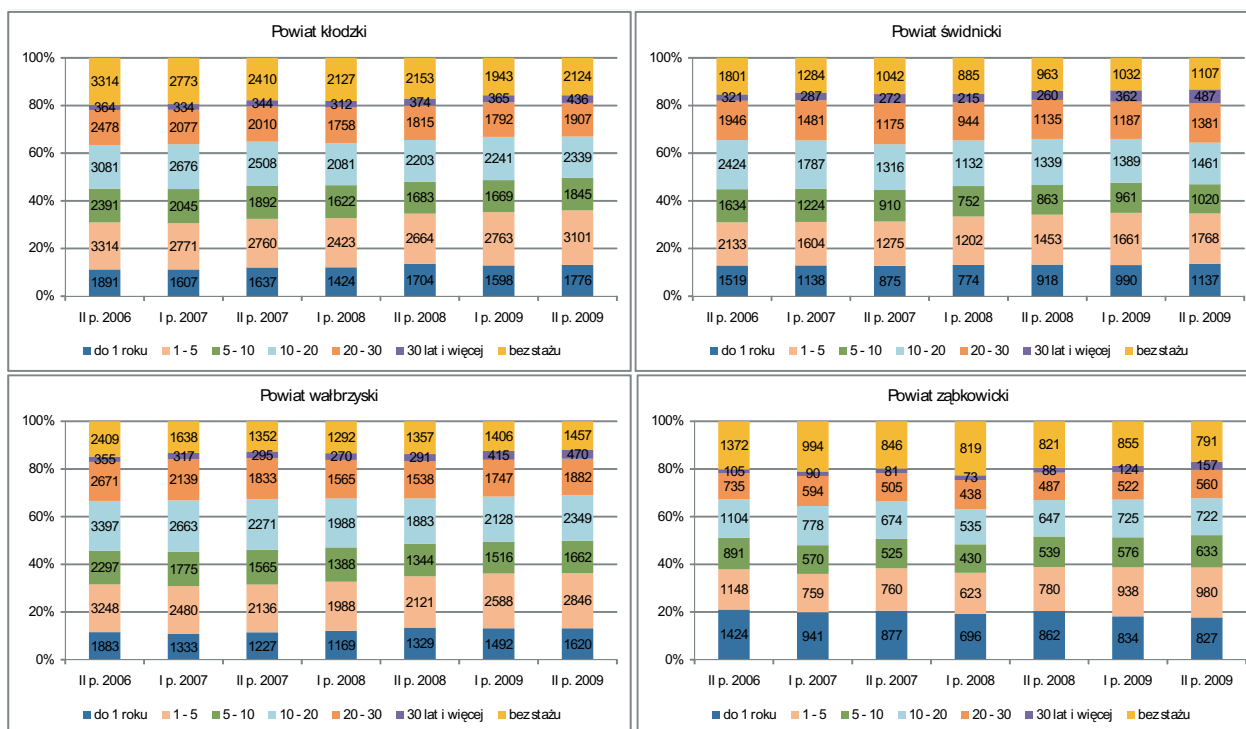 Powiat kłodzki
100%
80%
60%
40%
20%
0%
3314 2773 2410 2127 2153 1943 2124
364 334 344 312 374 365 436
2478 2077 2010 1758 1815 1792 1907
3081 2676 2508 2081 2203 2241 2339
2391 2045 1892 1622 1683 1669 1845
3314 2771 2760 2423 2664 2763 3101
1891 1607 1637 1424 1704 1598 1776
II p. 2006 I p. 2007 II p. 2007 I p. 2008 II p. 2008 I p. 2009 II p. 2009
do 1 roku 1 - 5 5 - 10 10 - 20 20 - 30 30 lat i więcej bez stażu
Powiat świdnicki
100%
80%
60%
40%
20%
0%
1801 1284 1042 885 963 1032 1107
321 287 272 215 260 362 487
1946 1481 1175 944 1135 1187 1381
2424 1787 1316 1132 1339 1389 1461
1634 1224 910 752 863 961 1020
2133 1604 1275 1202 1453 1661 1768
1519 1138 875 774 918 990 1137
II p. 2006 I p. 2007 II p. 2007 I p. 2008 II p. 2008 I p. 2009 II p. 2009
do 1 roku 1 - 5 5 - 10 10 - 20 20 - 30 30 lat i więcej bez stażu
Powiat wałbrzyski
100%
80%
60%
40%
20%
0%
2409 1638 1352 1292 1357 1406 1457
355 317 295 270 291 415 470
2671 2139 1833 1565 1538 1747 1882
3397 2663 2271 1988 1883 2128 2349
2297 1775 1565 1388 1344 1516 1662
3248 2480 2136 1988 2121 2588 2846
1883 1333 1227 1169 1329 1492 1620
II p. 2006 I p. 2007 II p. 2007 I p. 2008 II p. 2008 I p. 2009 II p. 2009
do 1 roku 1 - 5 5 - 10 10 - 20 20 - 30 30 lat i więcej bez stażu
Powiat ząbkowicki
100%
80%
60%
40%
20%
0%
1372 994 846 819 821 855 791
105 90 81 73 88 124 157
735 594 505 438 487 522 560
1104 778 674 535 647 725 722
891 570 525 430 539 576 633
1148 759 760 623 780 938 980
1424 941 877 696 862 834 827
II p. 2006 I p. 2007 II p. 2007 I p. 2008 II p. 2008 I p. 2009 II p. 2009
do 1 roku 1 - 5 5 - 10 10 - 20 20 - 30 30 lat i więcej bez stażu